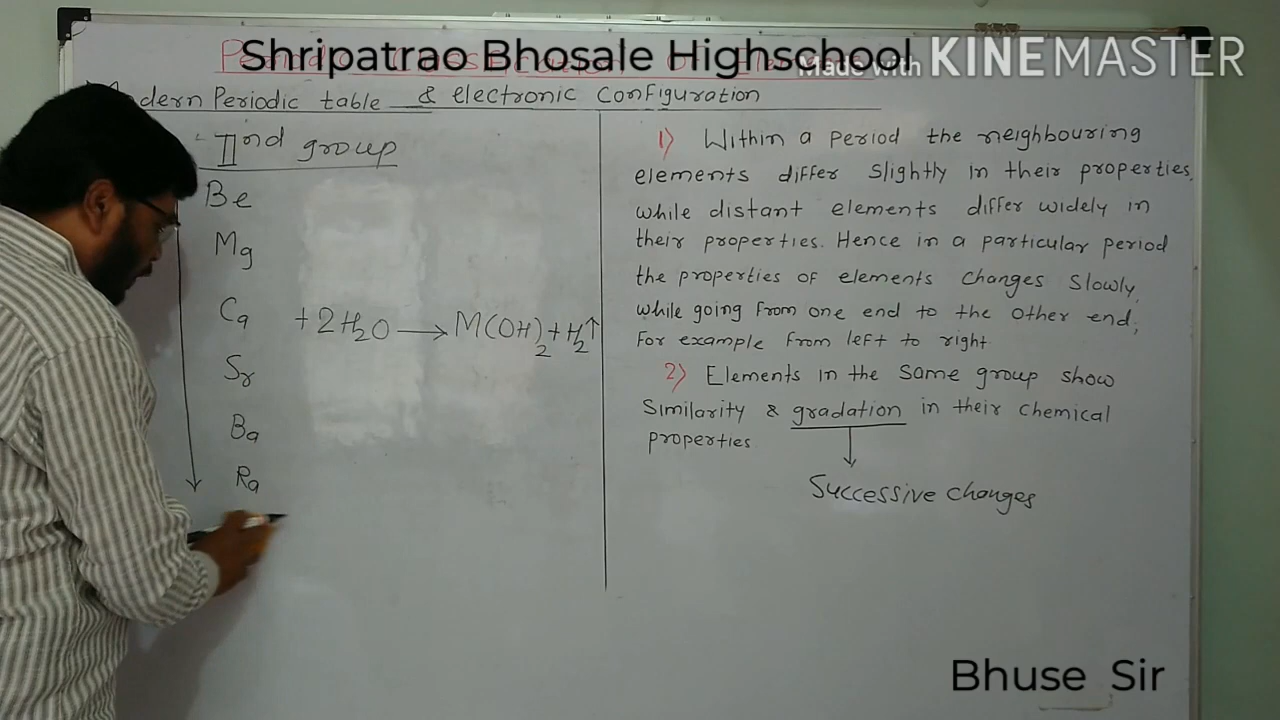 Shripatrao Bhosale Highschool
Made with KINEMASTER
dern Periodic table & electronic configuration
IInd group
Be
Mg
Ca
Sr
Ba
Ra
+ 2H₂O ⟶ M(OH)₂ + H₂↑
1) Within a period the neighbouring
elements differ slightly in their properties,
while distant elements differ widely in
their properties. Hence in a particular period
the properties of elements changes slowly,
while going from one end to the other end,
For example from left to right
2) Elements in the same group show
Similarity & gradation in their chemical
properties
Successive changes
Bhuse Sir